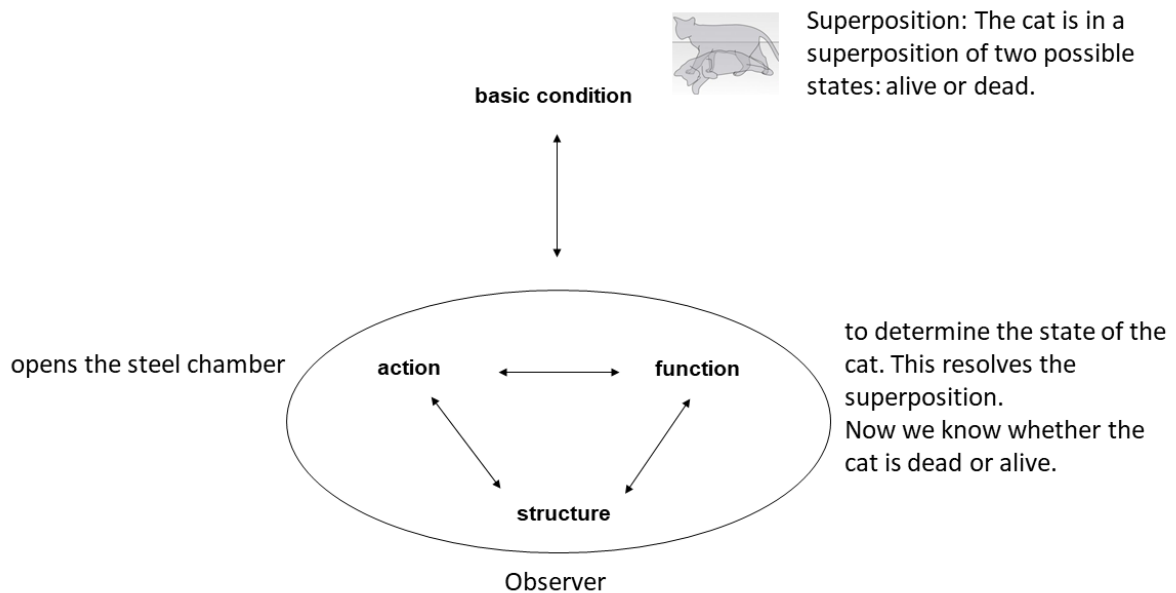 Superposition: The cat is in a
superposition of two possible
states: alive or dead.
basic condition
opens the steel chamber
action
function
to determine the state of the
cat. This resolves the
superposition.
Now we know whether the
cat is dead or alive.
structure
Observer